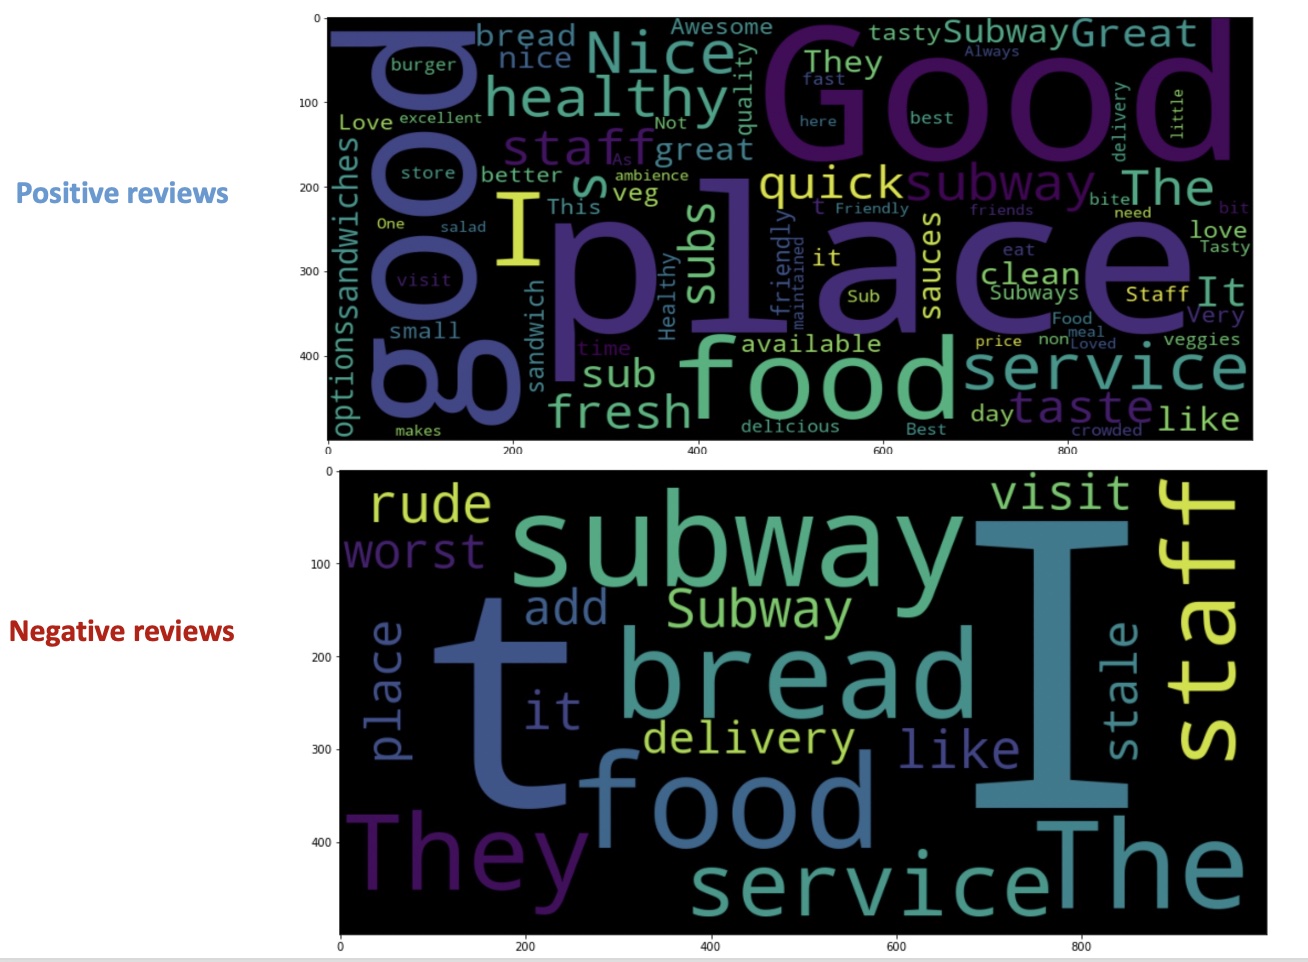 Positive reviews
0
100
200
300
400
0
200
400
600
800
good
burger
store
visit
bread
nice
Nice
Awesome
healthy
Love
excellent
Not
quality
staff
As
great
better
ambience
s
veg
This
I
One
salad
sandwiches
options
small
makes
sandwich
time
Healthy
subs
place
sub
fresh
food
available
delicious
Best
Good
tasty
Subway
Great
They
Always
fast
here
best
delivery
little
quick
subway
The
bite
need
bit
t
Friendly
friends
friendly
maintained
it
Sub
sauces
eat
clean
Subways
Staff
It
love
Tasty
Very
Food
meal
price
non
Loved
veggies
service
day
taste
like
crowded
Negative reviews
0
100
200
300
400
0
200
400
600
800
rude
worst
subway
visit
staff
add
Subway
I
place
t
it
bread
stale
delivery
like
food
They
service
The